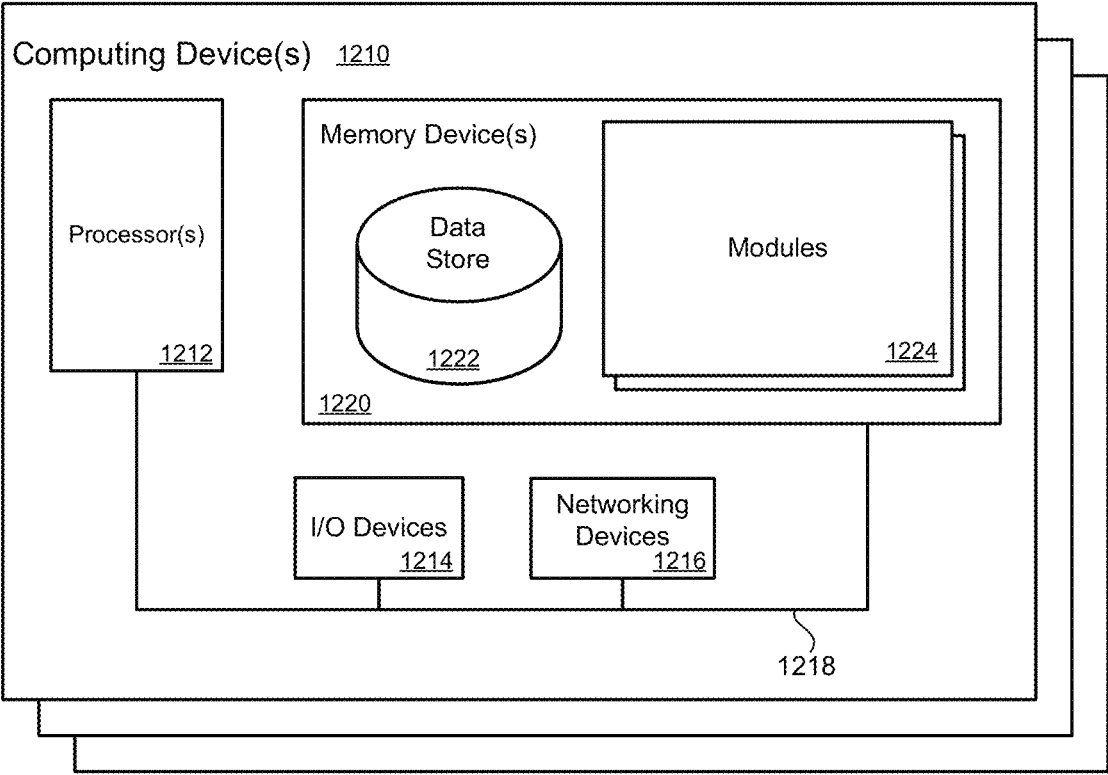 Computing Device(s) 1210
Processor(s)
1212
Memory Device(s)
Data
Store
1222
1220
Modules
1224
I/O Devices
1214
Networking
Devices
1216
1218